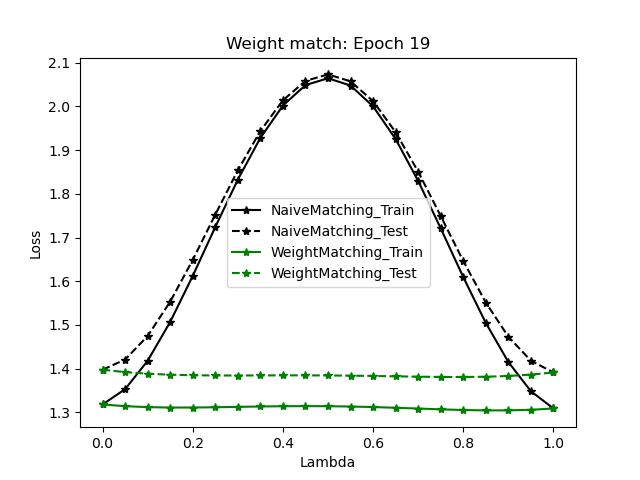 Weight match: Epoch 19
2.1
2.0
1.9
1.8
1.7
1.6
1.5
1.4
1.3
Loss
NaiveMatching_Train
NaiveMatching_Test
WeightMatching_Train
WeightMatching_Test
0.0 0.2 0.4 0.6 0.8 1.0
Lambda